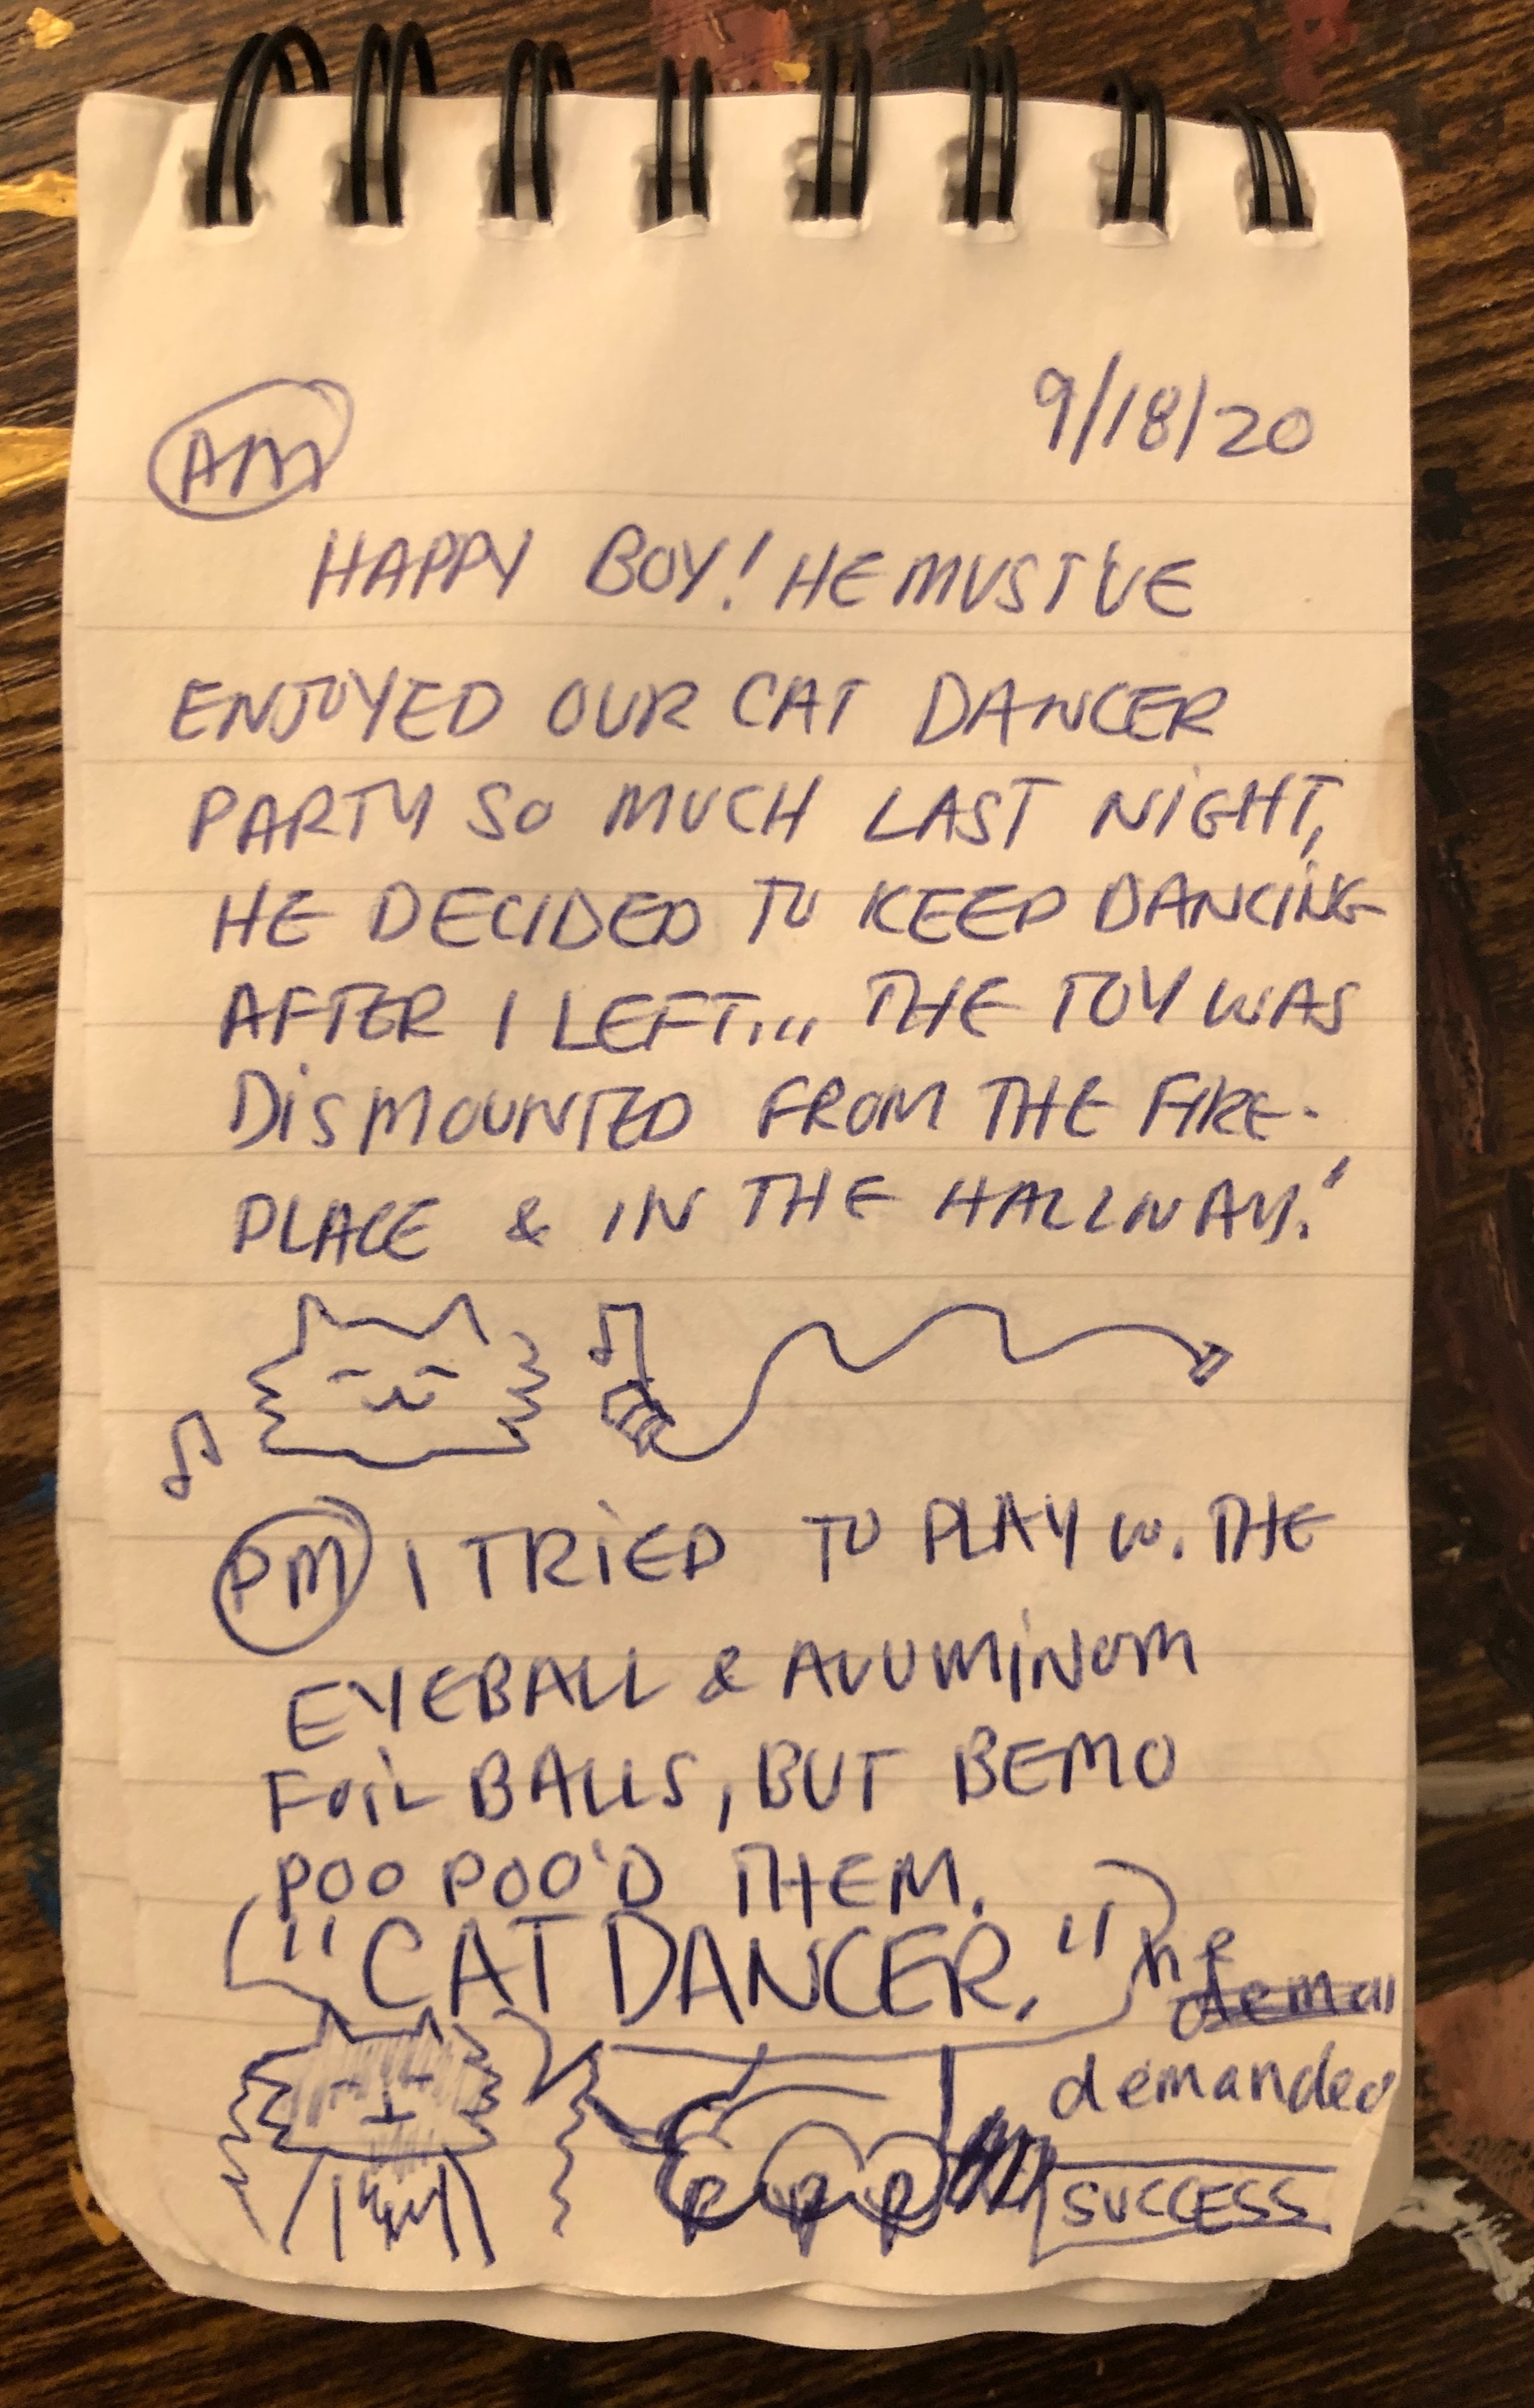 AM
9/18/20
HAPPY BOY! HE MUST'VE
ENJOYED OUR CAT DANCER
PARTY SO MUCH LAST NIGHT,
HE DECIDED TO KEEP DANCING
AFTER I LEFT... THE TOY WAS
DISMOUNTED FROM THE FIRE-
PLACE & IN THE HALLWAY!
PM I TRIED TO PLAY W. THE
EYEBALL & ALUMINUM
FOIL BALLS, BUT BEMO
POO POO'D THEM.
"CAT DANCER." he
demanded
SUCCESS